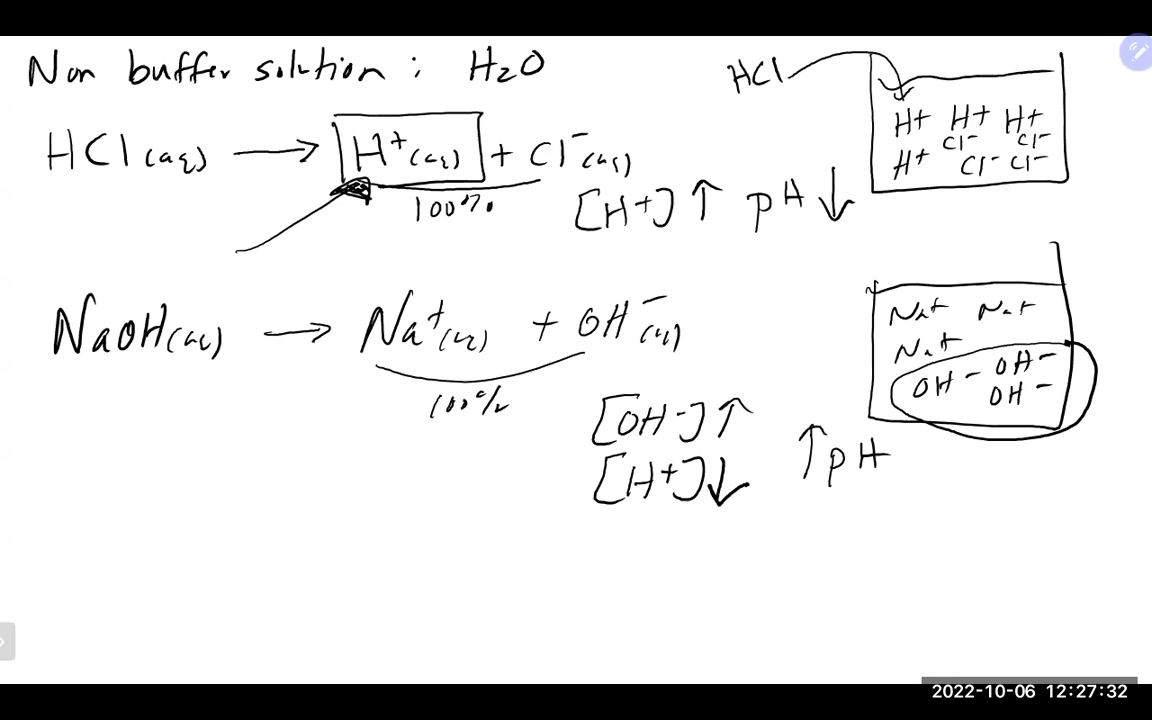 Non buffer solution : H2O
HCl(aq) → H+(aq) + Cl-(aq)
100%
[H+]↑ pH↓
HCl
H+ H+ H+
Cl- Cl-
H+ Cl- Cl-
NaOH(aq) → Na+(aq) + OH-(aq)
100%
[OH-]↑
[H+]↓ ↑pH
Na+ Na+
Na+
OH- OH-
OH-
2022-10-06 12:27:32